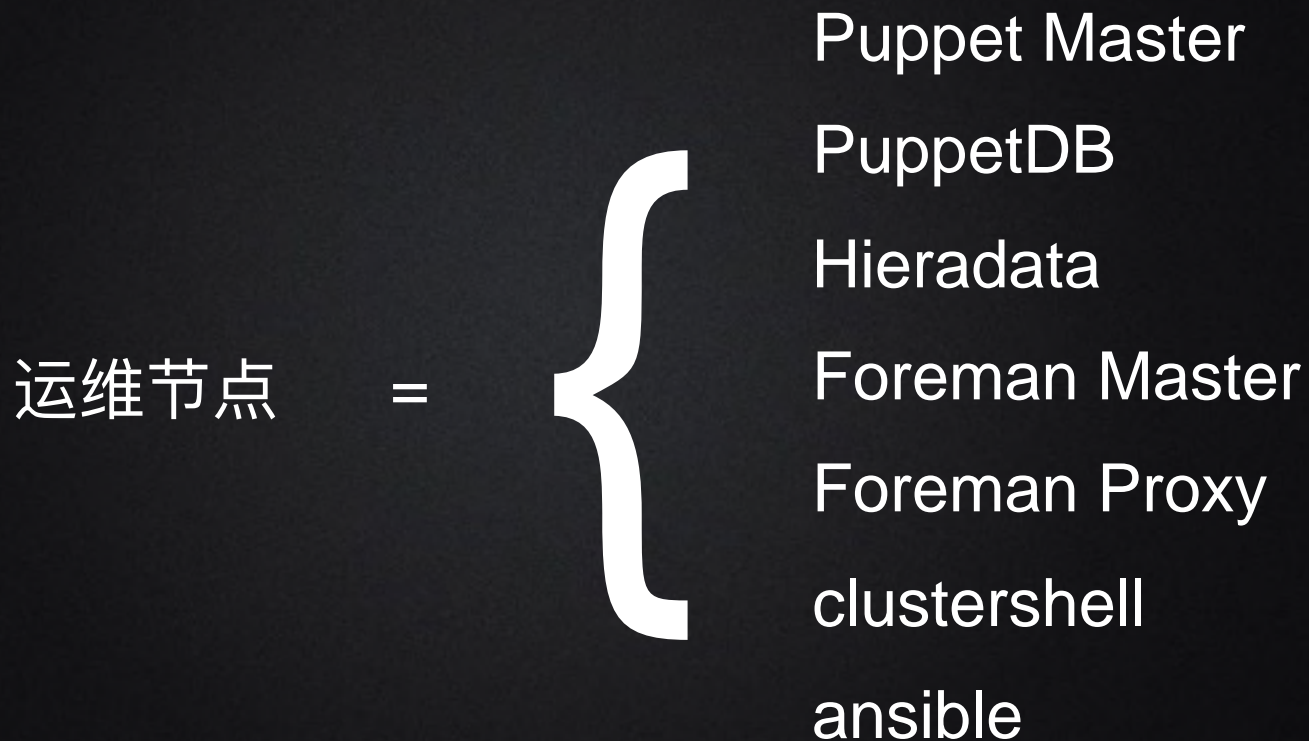 Puppet Master
PuppetDB
Hieradata
运维节点 = {
Foreman Master
Foreman Proxy
clustershell
ansible